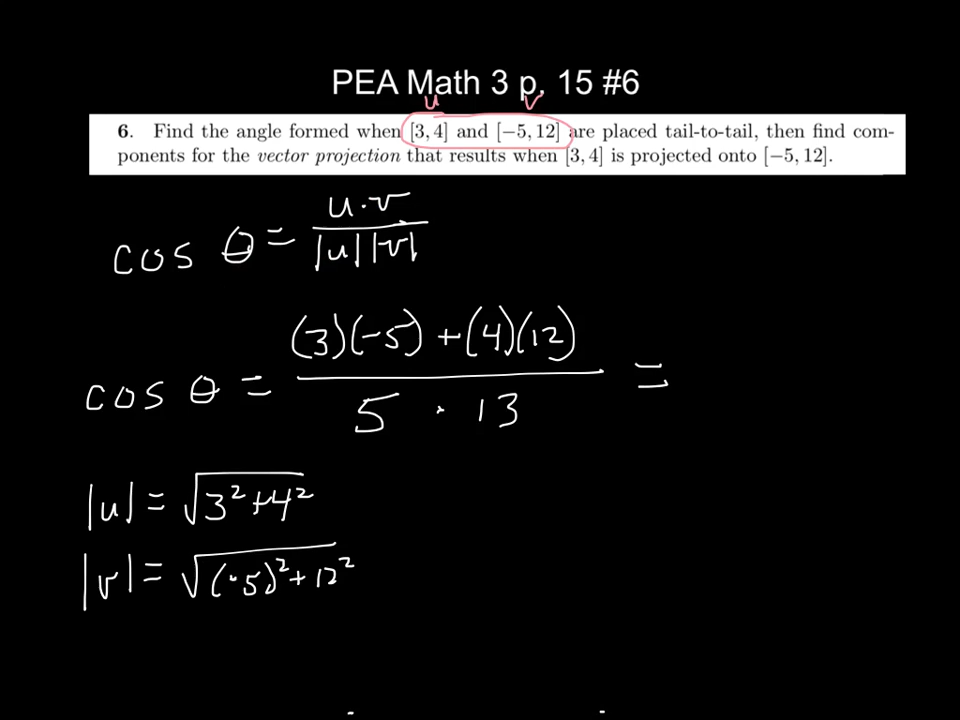 PEA Math 3 p. 15 #6
u v
6. Find the angle formed when [3, 4] and [−5, 12] are placed tail-to-tail, then find com-
ponents for the vector projection that results when [3, 4] is projected onto [−5, 12].
cos θ = u·v / |u||v|
cos θ = (3)(-5) + (4)(12) / 5 · 13 =
|u| = √3²+4²
|v| = √(-5)²+12²